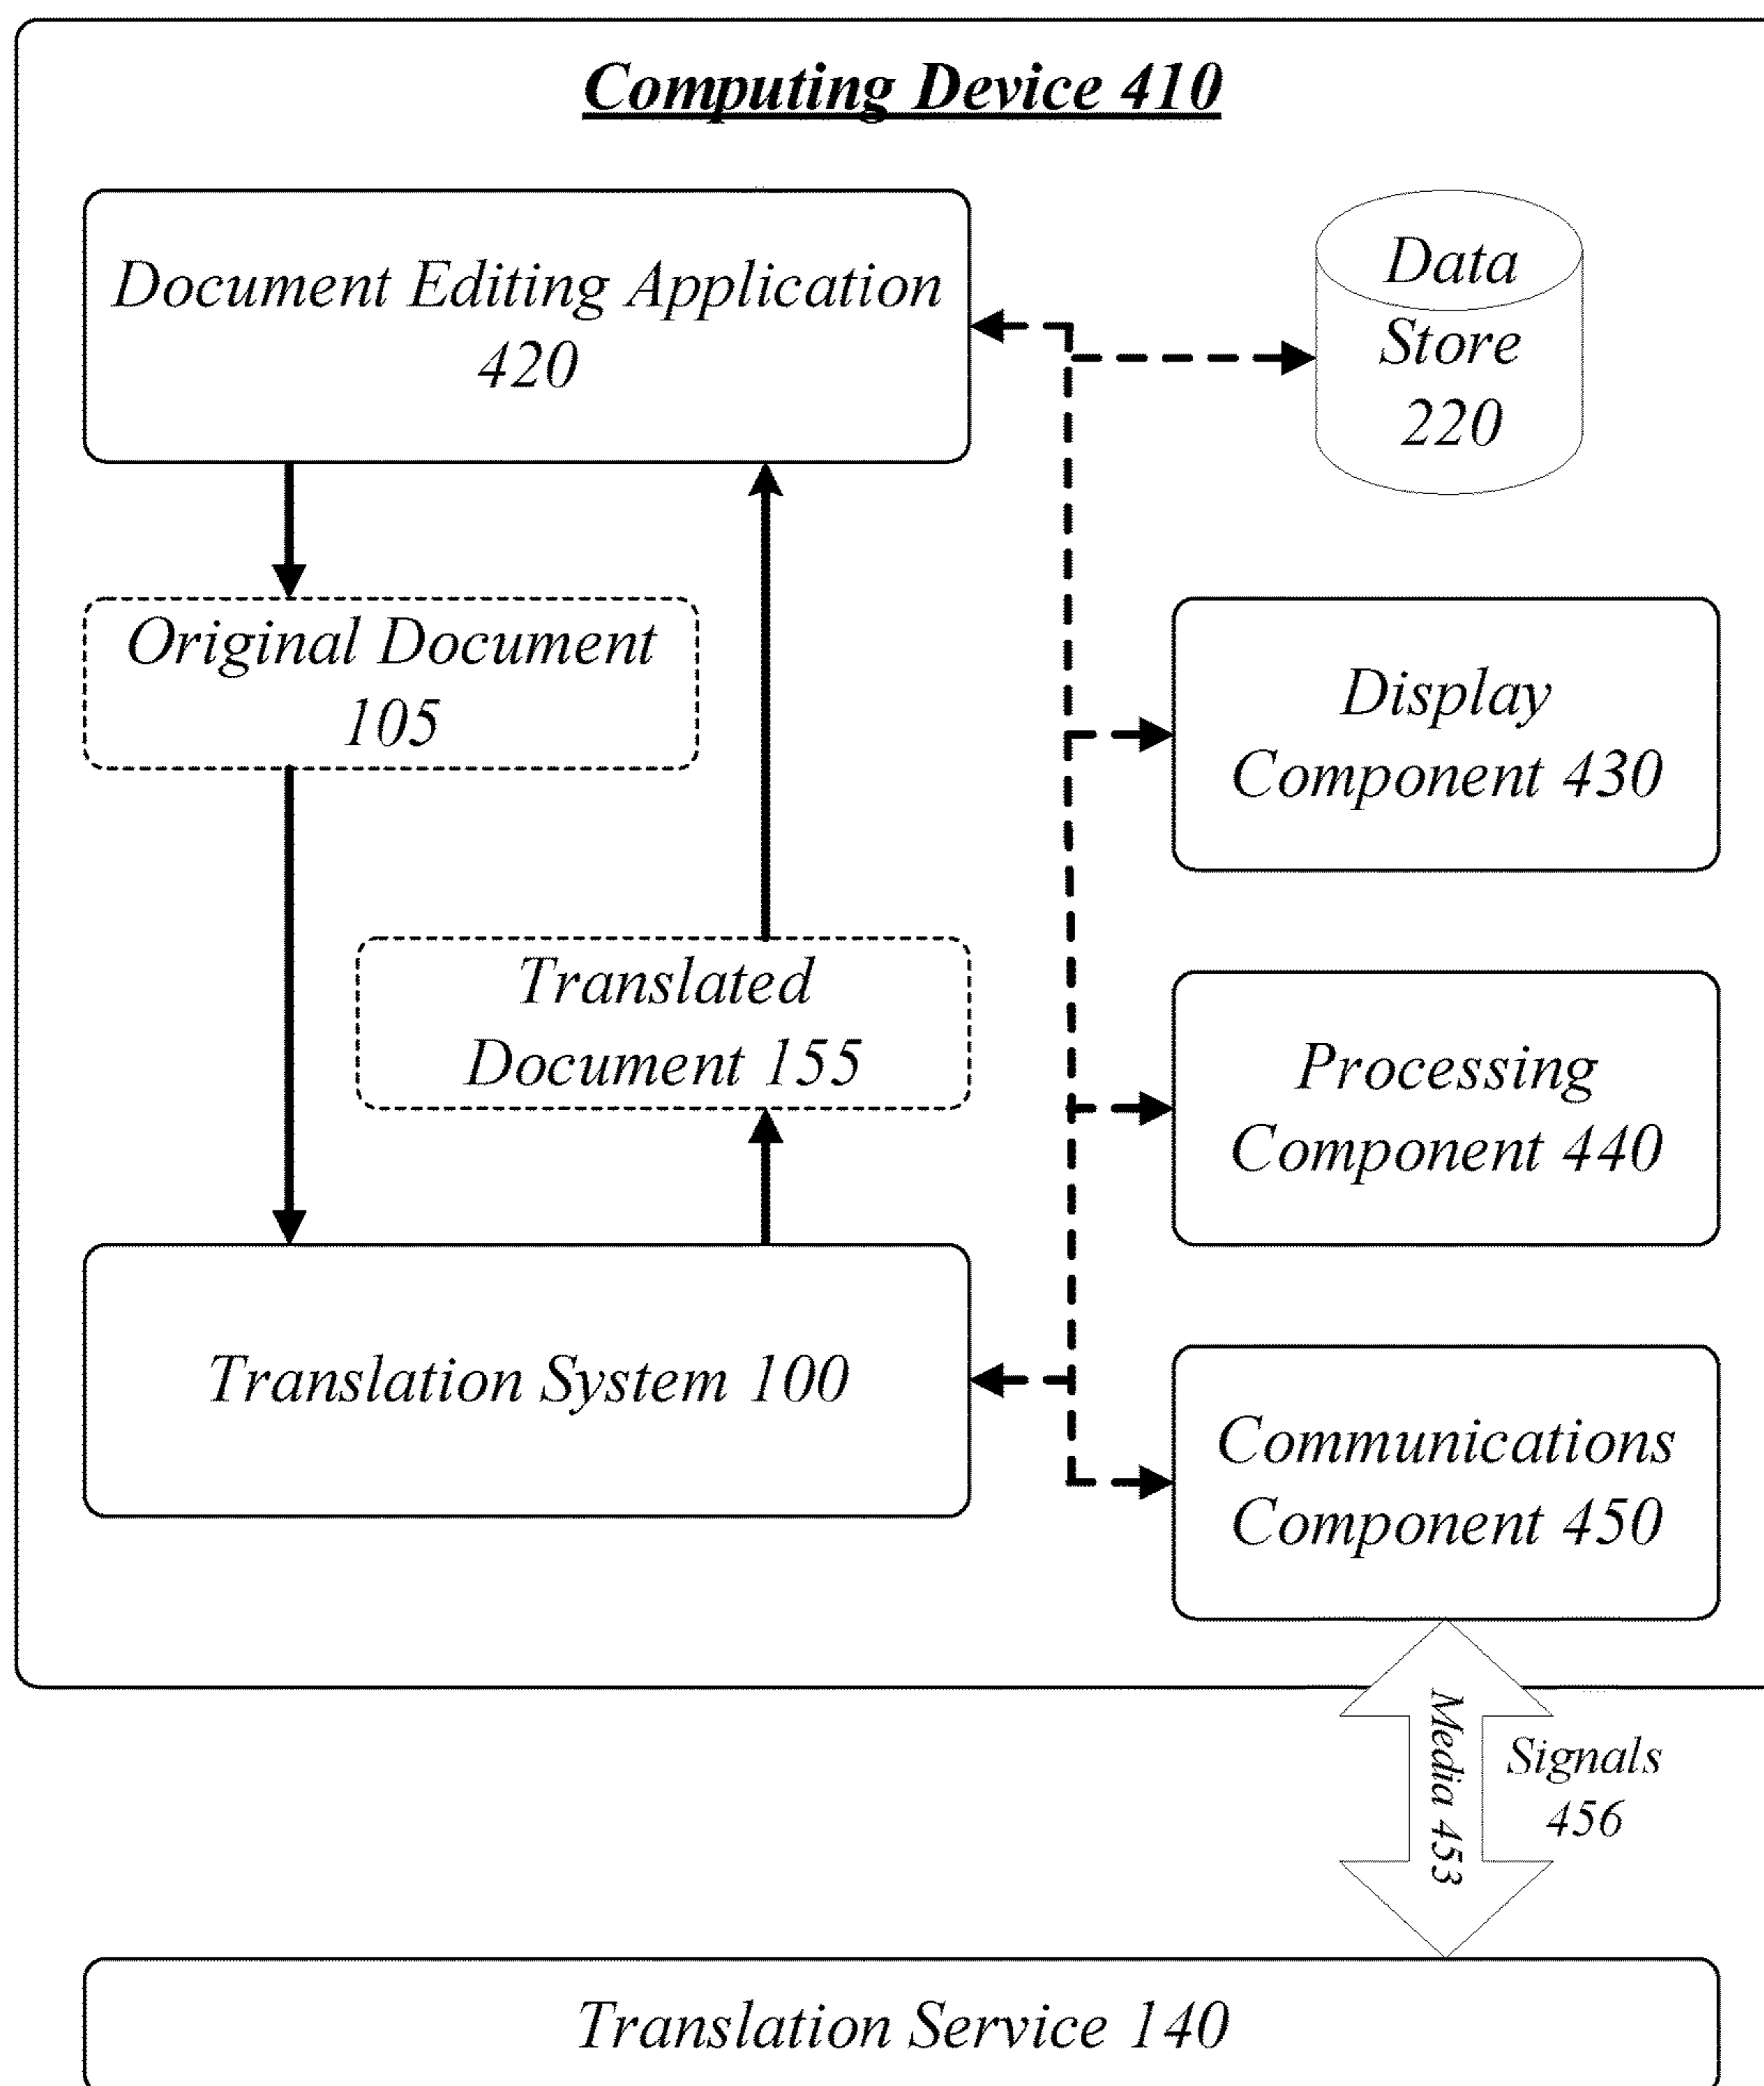 Computing Device 410
Document Editing Application
420
Data
Store
220
Original Document
105
Display
Component 430
Translated
Document 155
Processing
Component 440
Translation System 100
Communications
Component 450
Media 453
Signals
456
Translation Service 140